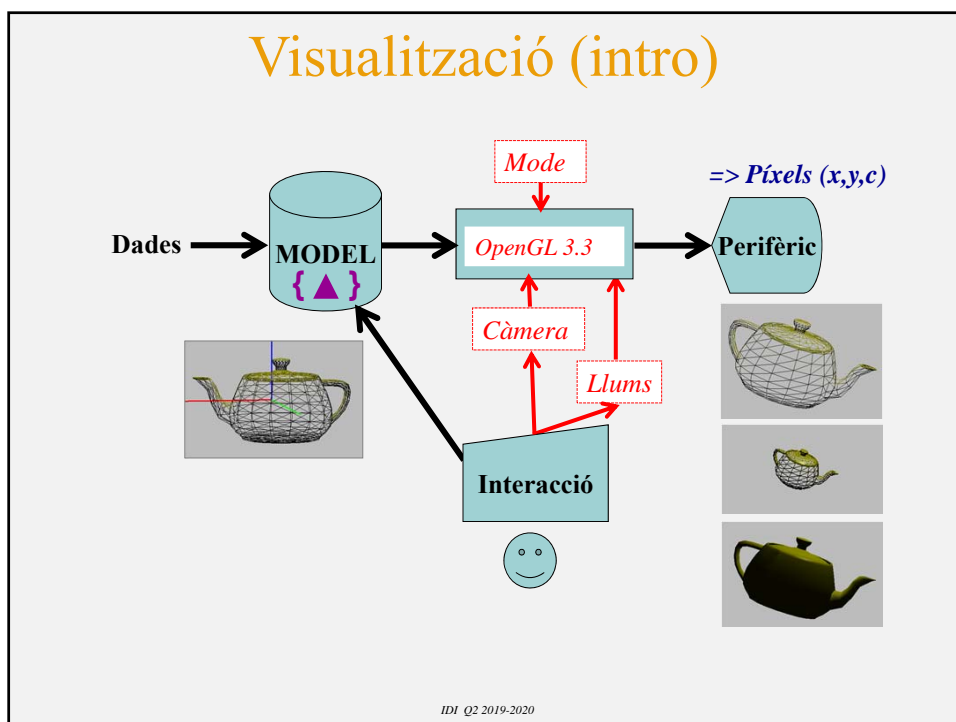 Visualització (intro)
Mode
=> Píxels (x,y,c)
Dades
MODEL
{ ▲ }
OpenGL 3.3
Perifèric
Càmera
Llums
Interacció
IDI Q2 2019-2020